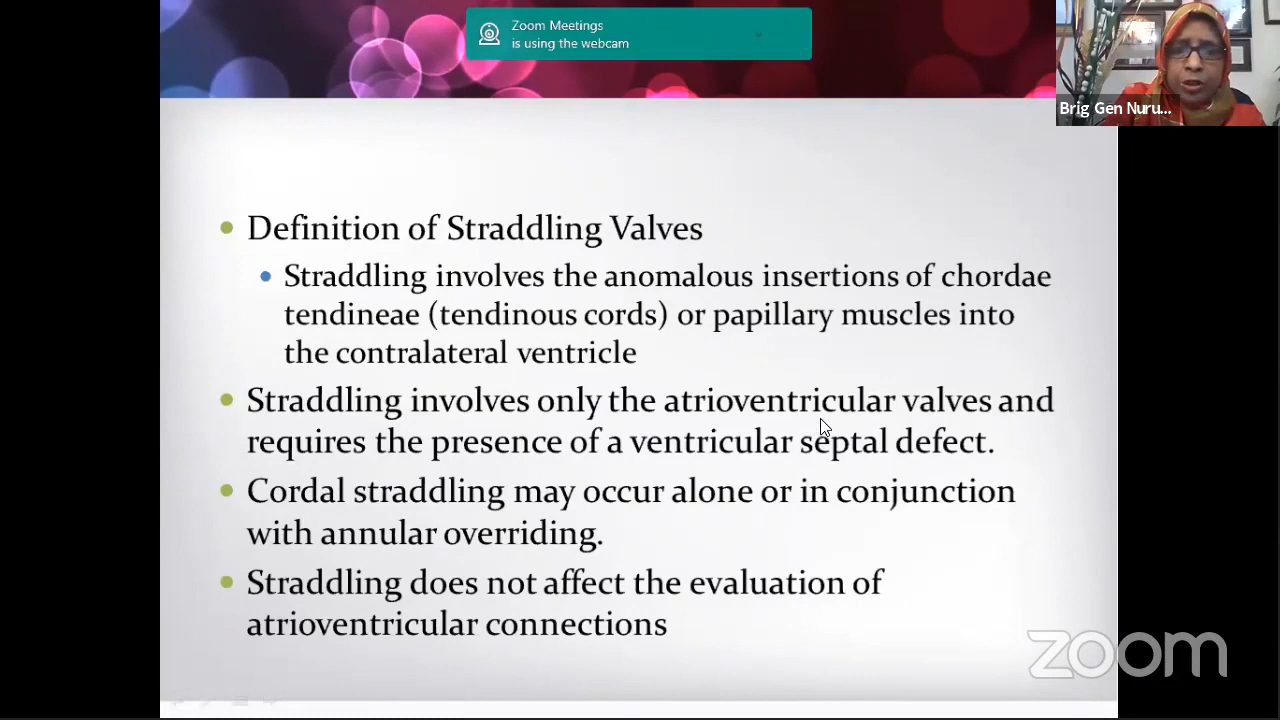 Zoom Meetings
is using the webcam
Brig Gen Nuru...
Definition of Straddling Valves
Straddling involves the anomalous insertions of chordae
tendineae (tendinous cords) or papillary muscles into
the contralateral ventricle
Straddling involves only the atrioventricular valves and
requires the presence of a ventricular septal defect.
Cordal straddling may occur alone or in conjunction
with annular overriding.
Straddling does not affect the evaluation of
atrioventricular connections
zoom